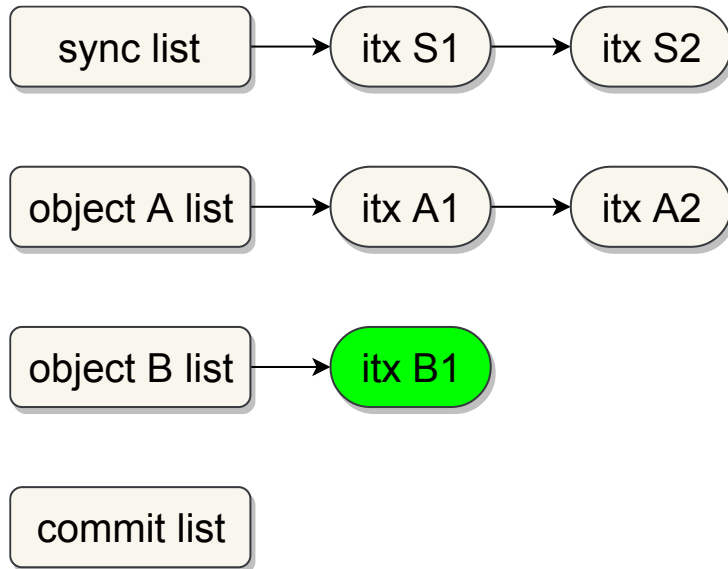 sync list
itx S1
itx S2
object A list
itx A1
itx A2
object B list
itx B1
commit list